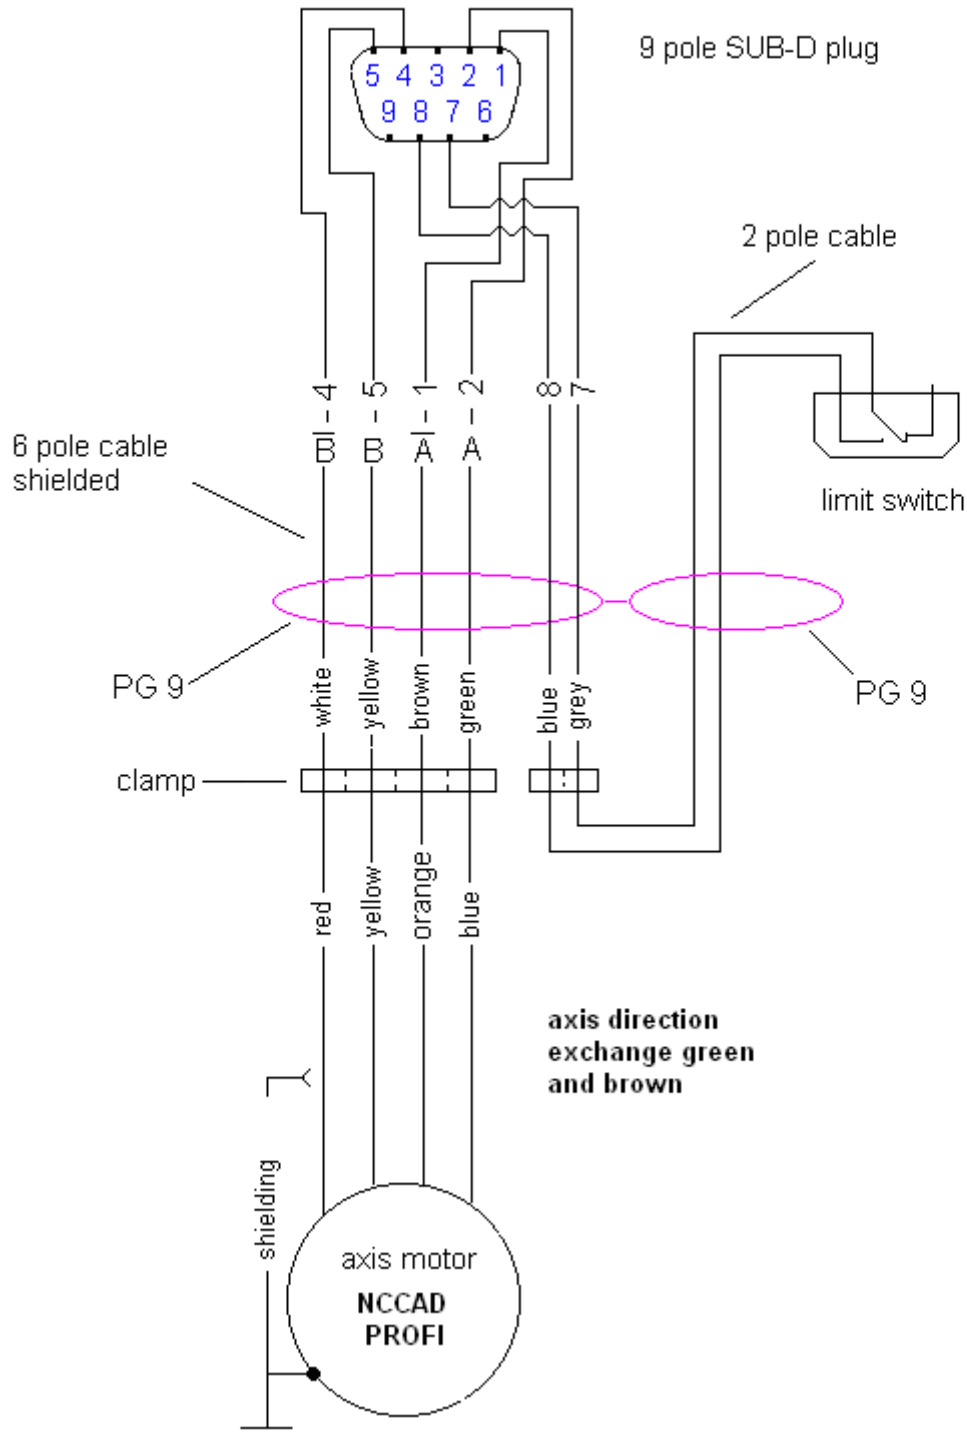 9 pole SUB-D plug
5 4 3 2 1
9 8 7 6
2 pole cable
B̅ - 4
B - 5
A̅ - 1
A - 2
8
7
6 pole cable
shielded
limit switch
PG 9
PG 9
white
yellow
brown
green
blue
grey
clamp
red
yellow
orange
blue
axis direction
exchange green
and brown
shielding
axis motor
NCCAD
PROFI